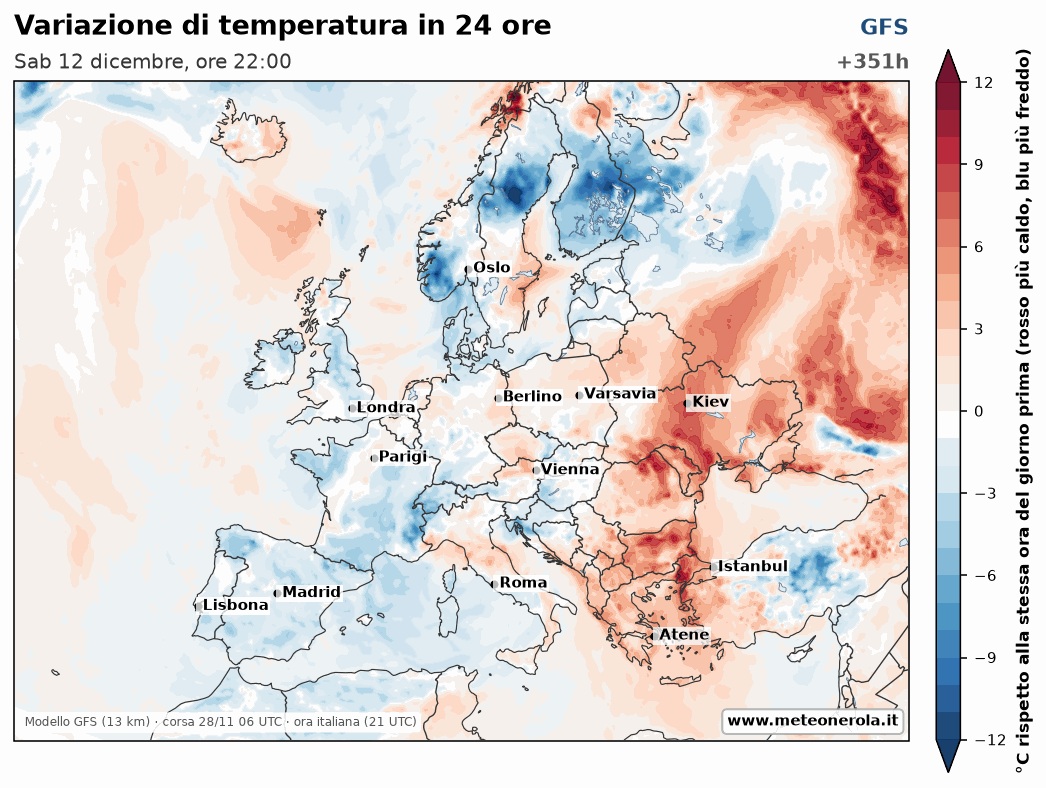 Variazione di temperatura in 24 ore
GFS
Sab 12 dicembre, ore 22:00
+351h
Oslo
Londra
Berlino
Varsavia
Kiev
Parigi
Vienna
Istanbul
Roma
Madrid
Lisbona
Atene
Modello GFS (13 km) · corsa 28/11 06 UTC · ora italiana (21 UTC)
www.meteonerola.it
12
9
6
3
0
−3
−6
−9
−12
°C rispetto alla stessa ora del giorno prima (rosso più caldo, blu più freddo)